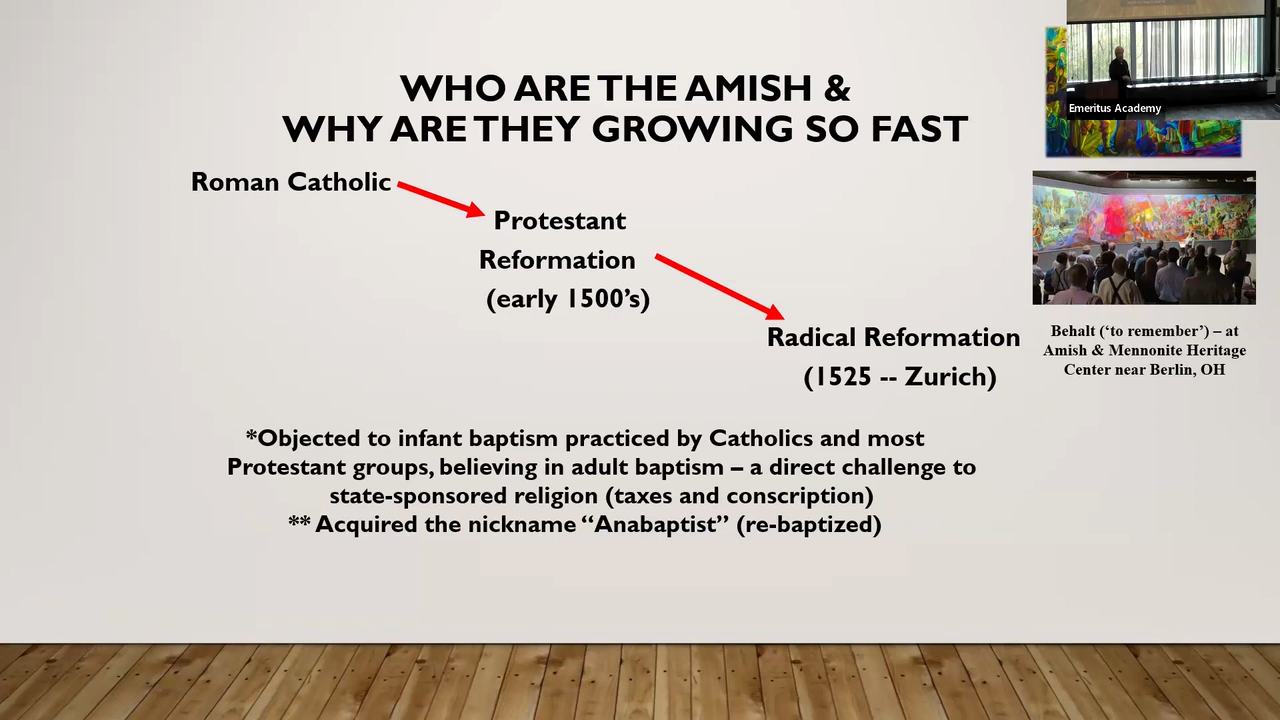 WHO ARE THE AMISH &
WHY ARE THEY GROWING SO FAST
Emeritus Academy
Roman Catholic
Protestant
Reformation
(early 1500’s)
Radical Reformation
(1525 -- Zurich)
Behalt (‘to remember’) – at
Amish & Mennonite Heritage
Center near Berlin, OH
*Objected to infant baptism practiced by Catholics and most
Protestant groups, believing in adult baptism – a direct challenge to
state-sponsored religion (taxes and conscription)
** Acquired the nickname “Anabaptist” (re-baptized)